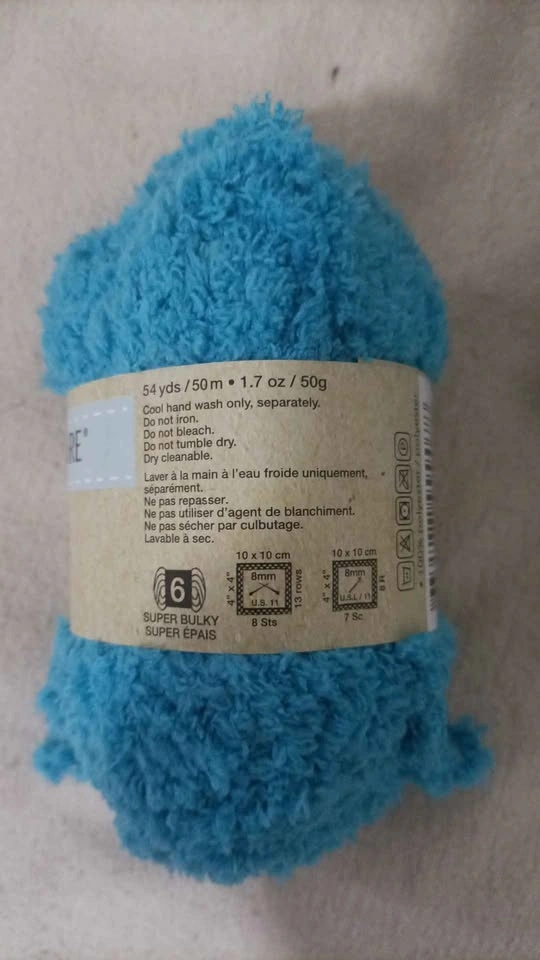 54 yds / 50 m • 1.7 oz / 50g
Cool hand wash only, separately.
Do not iron.
Do not bleach.
Do not tumble dry.
Dry cleanable.
RE®
Laver à la main à l'eau froide uniquement,
séparément.
Ne pas repasser.
Ne pas utiliser d'agent de blanchiment.
Ne pas sécher par culbutage.
Lavable à sec.
6
SUPER BULKY
SUPER ÉPAIS
10 x 10 cm
4" x 4"
8mm
U.S. 11
13 rows
8 Sts
10 x 10 cm
4" x 4"
8mm
U.S.L / 11
8 R
7 Sc
100% polyester / polyester